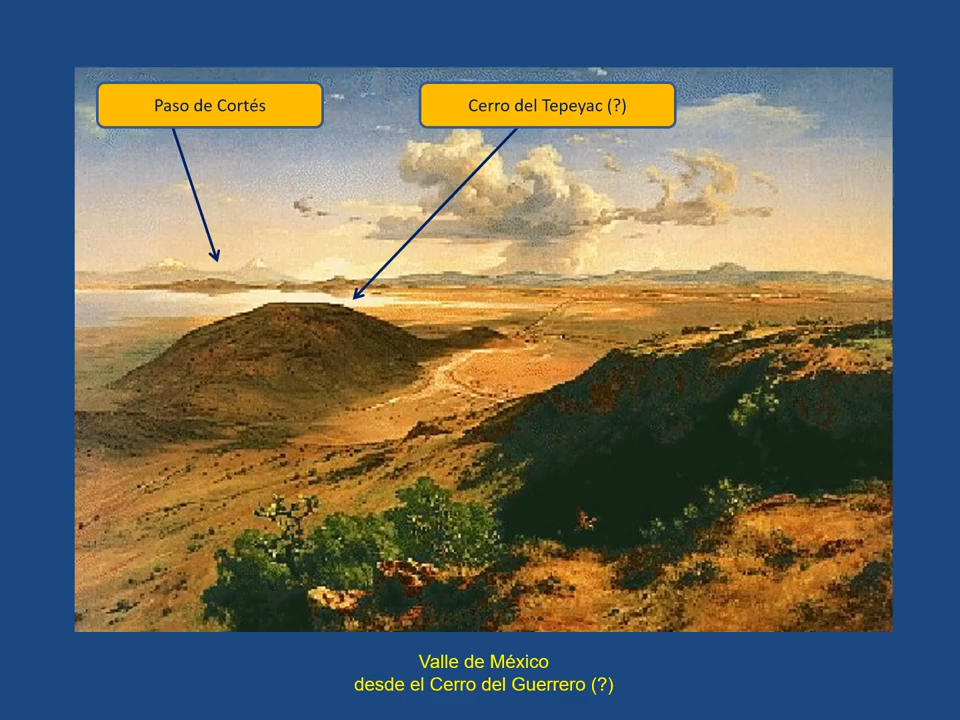 Paso de Cortés
Cerro del Tepeyac (?)
Valle de México
desde el Cerro del Guerrero (?)